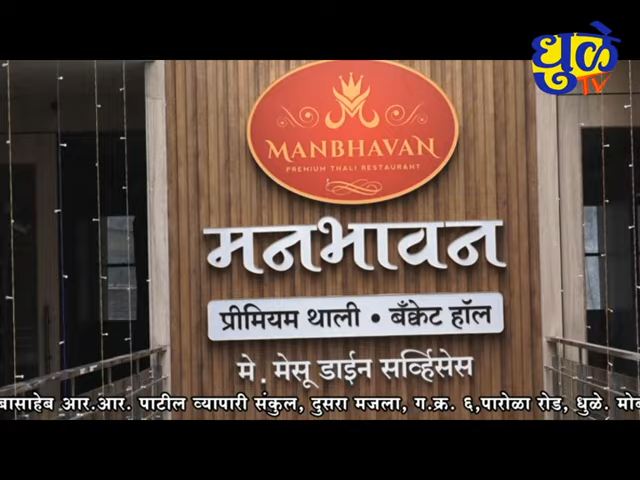 धुळे
TV
MANBHAVAN
PREMIUM THALI RESTAURANT
मनभावन
प्रीमियम थाली • बँक्वेट हॉल
मे. मेसू डाईन सर्व्हिसेस
बासाहेब आर.आर. पाटील व्यापारी संकुल, दुसरा मजला, ग.क्र. ६,पारोळा रोड, धुळे.